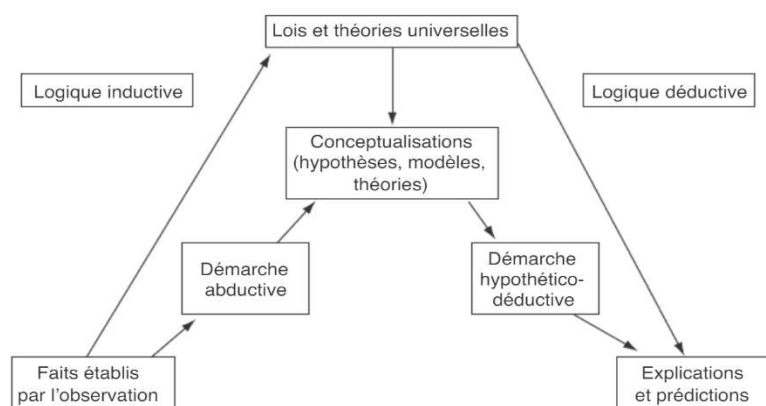 Lois et théories universelles
Logique inductive
Logique déductive
Conceptualisations
(hypothèses, modèles,
théories)
Démarche
abductive
Démarche
hypothético-
déductive
Faits établis
par l'observation
Explications
et prédictions